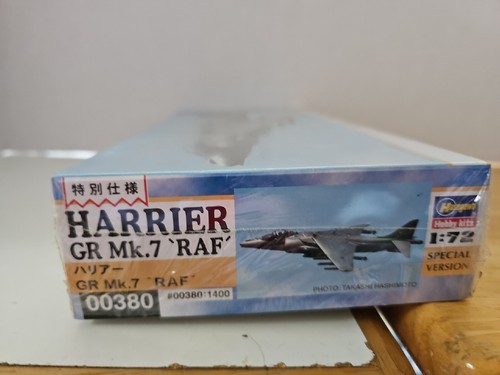 特別仕様
HARRIER
GR Mk.7 `RAF´
ハリアー
GR Mk.7 `RAF´
00380
#00380:1400
PHOTO: TAKASHI HASHIMOTO
Hasegawa
Hobby kits
1:72
SPECIAL
VERSION